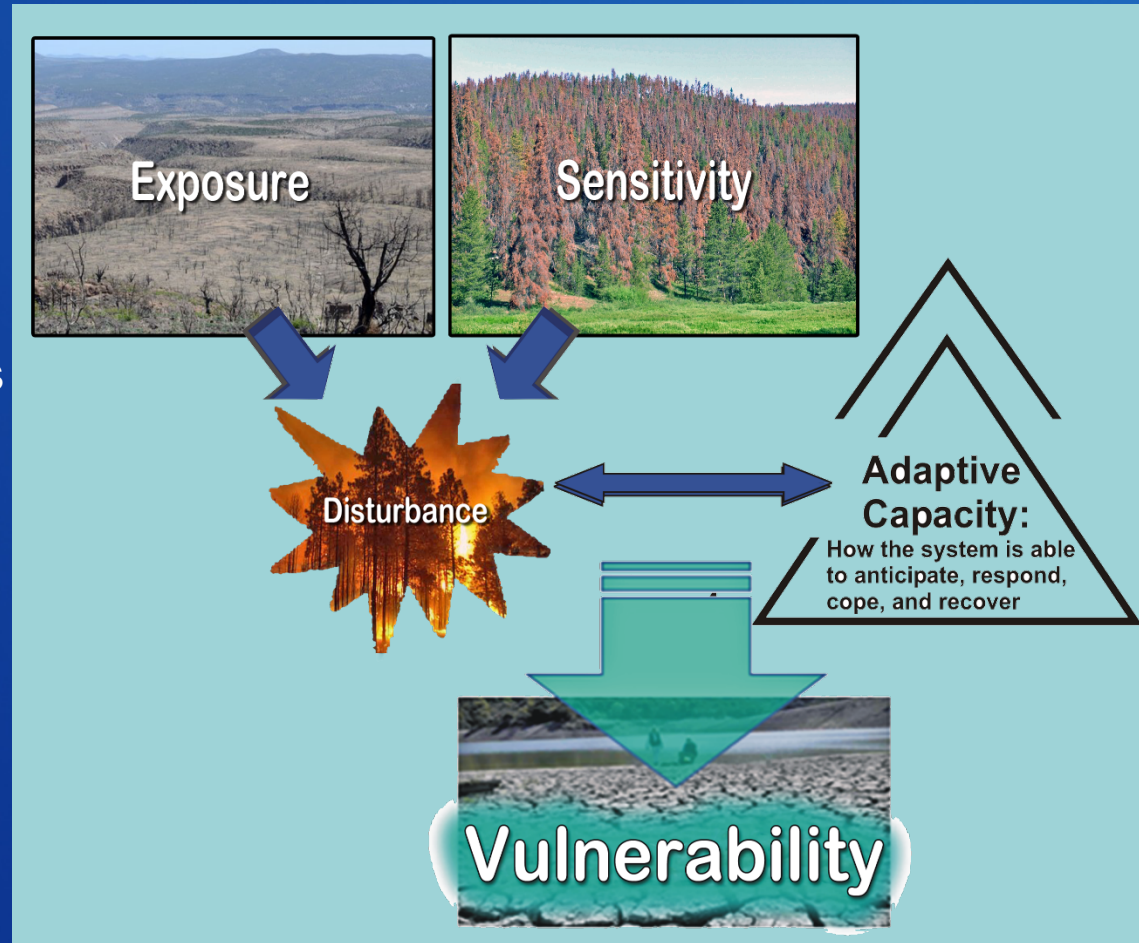 Exposure
Sensitivity
s
Disturbance
Adaptive
Capacity:
How the system is able
to anticipate, respond,
cope, and recover
Vulnerability